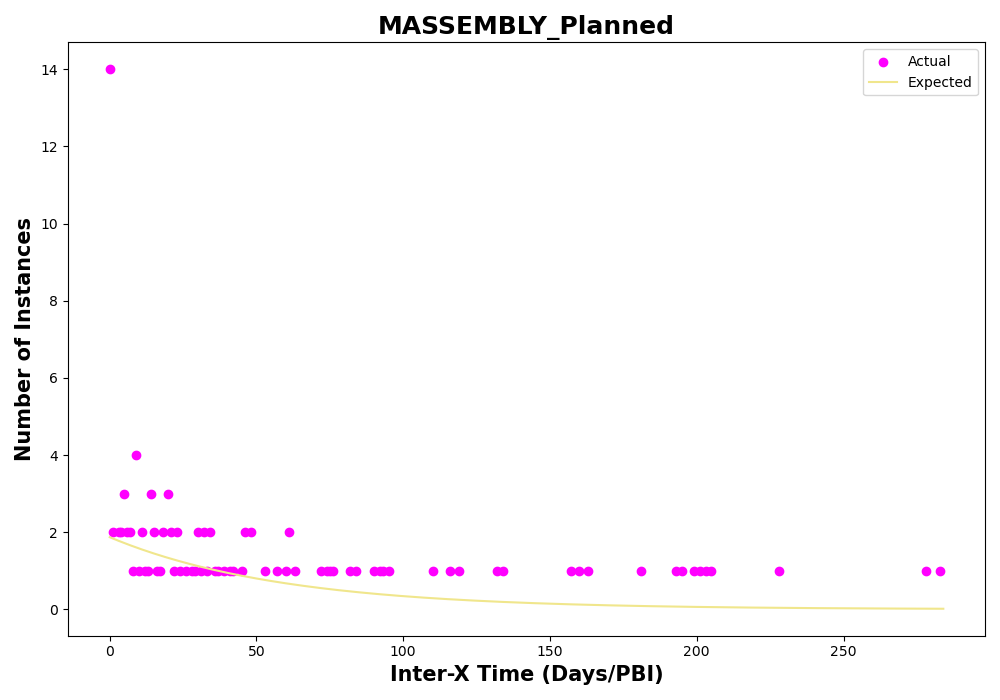 MASSEMBLY_Planned
Actual
Expected
Number of Instances
14
12
10
8
6
4
2
0
0
50
100
150
200
250
Inter-X Time (Days/PBI)